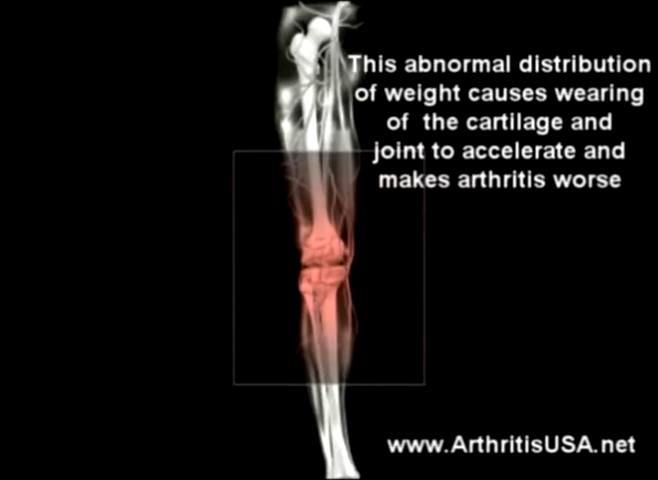 This abnormal distribution
of weight causes wearing
of the cartilage and
joint to accelerate and
makes arthritis worse
www.ArthritisUSA.net